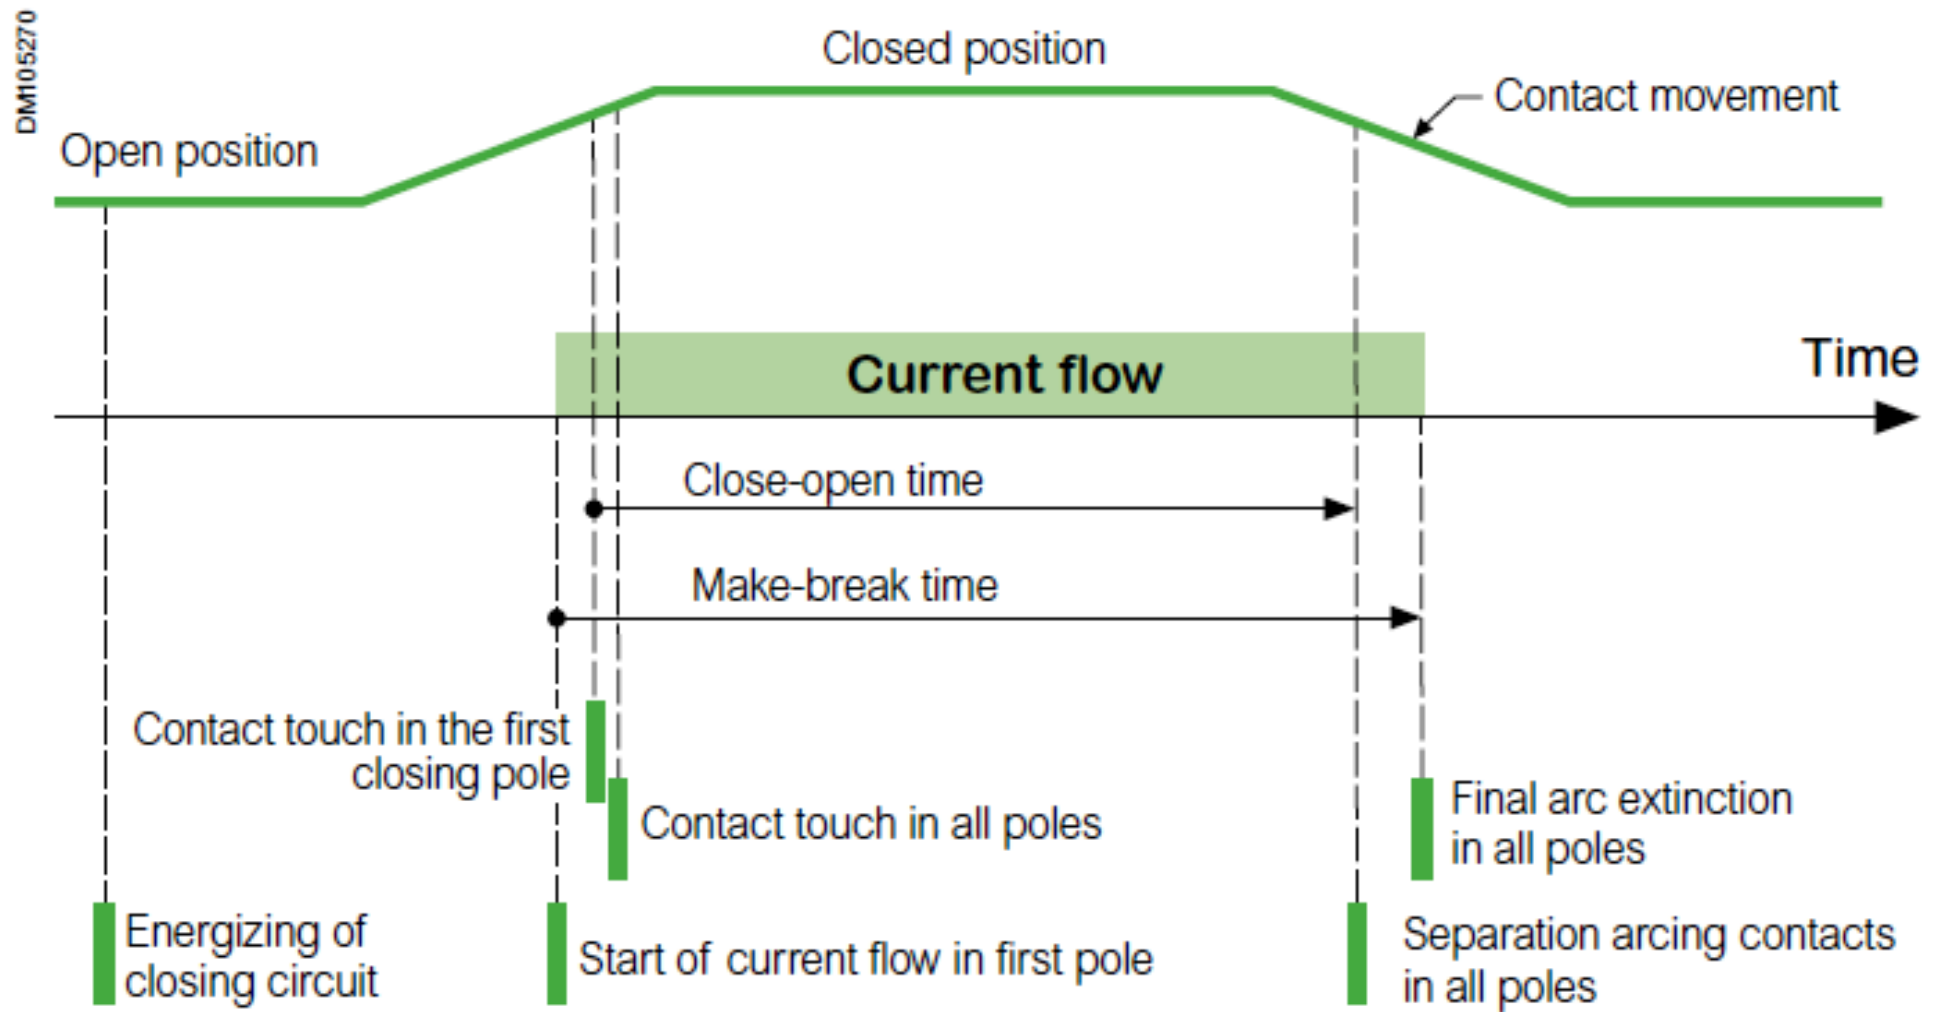 DM105270
Closed position
Contact movement
Open position
Current flow
Time
Close-open time
Make-break time
Contact touch in the first
closing pole
Contact touch in all poles
Final arc extinction
in all poles
Energizing of
closing circuit
Start of current flow in first pole
Separation arcing contacts
in all poles